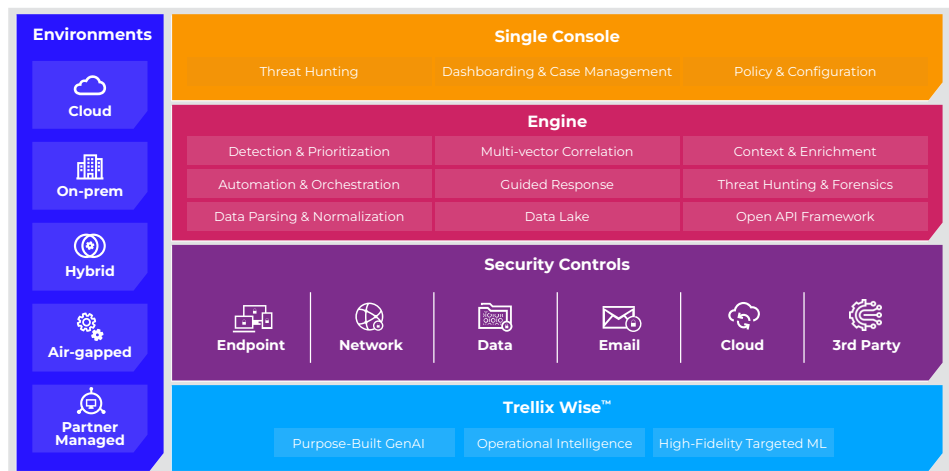 Environments
Cloud
On-prem
Hybrid
Air-gapped
Partner
Managed
Single Console
Threat Hunting
Dashboarding & Case Management
Policy & Configuration
Engine
Detection & Prioritization
Multi-vector Correlation
Context & Enrichment
Automation & Orchestration
Guided Response
Threat Hunting & Forensics
Data Parsing & Normalization
Data Lake
Open API Framework
Security Controls
Endpoint
Network
Data
Email
Cloud
3rd Party
Trellix Wise™
Purpose-Built GenAI
Operational Intelligence
High-Fidelity Targeted ML